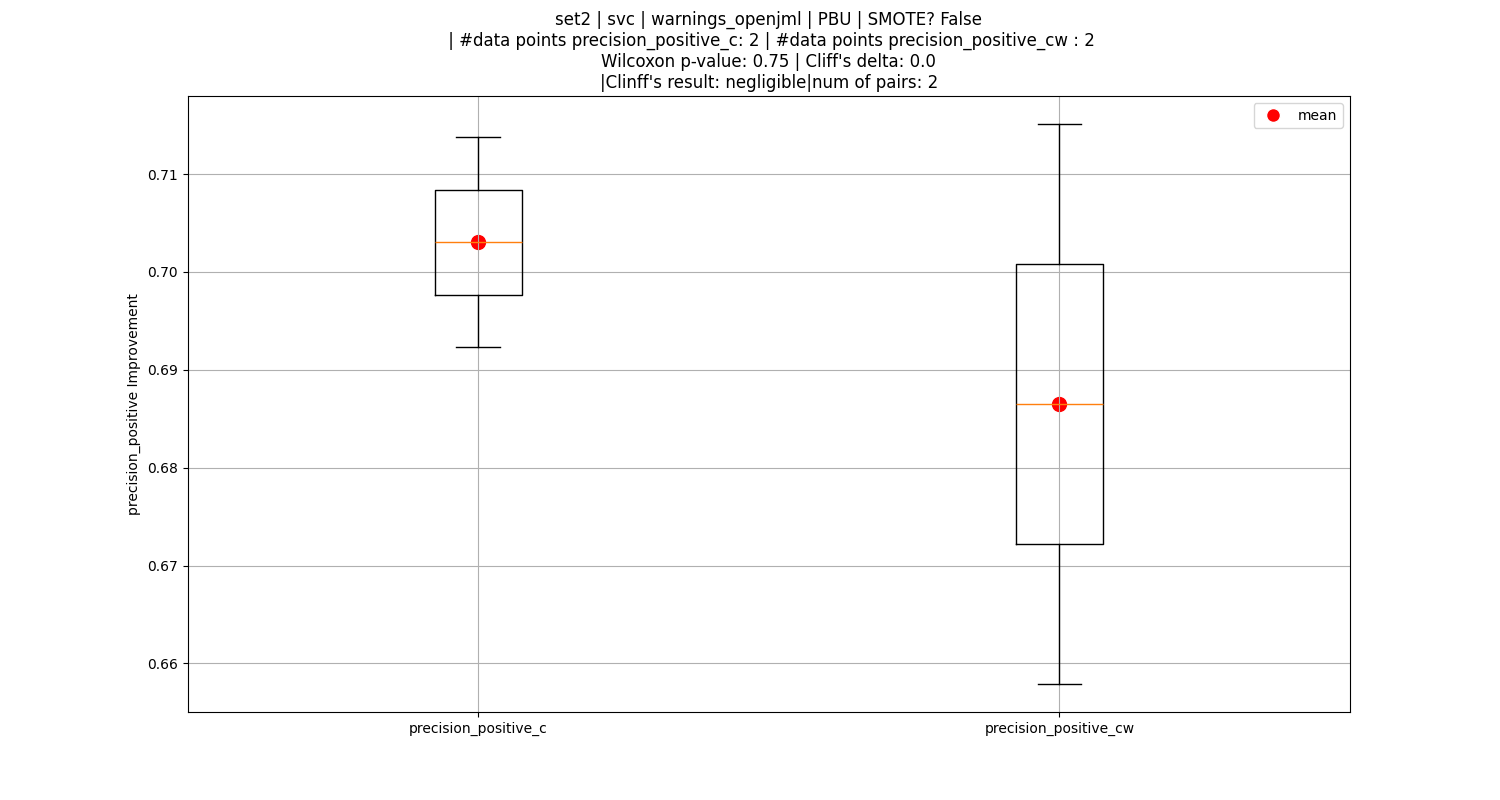 set2 | svc | warnings_openjml | PBU | SMOTE? False
| #data points precision_positive_c: 2 | #data points precision_positive_cw : 2
Wilcoxon p-value: 0.75 | Cliff's delta: 0.0
|Clinff's result: negligible|num of pairs: 2
mean
0.71
0.70
0.69
0.68
0.67
0.66
precision_positive Improvement
precision_positive_c
precision_positive_cw